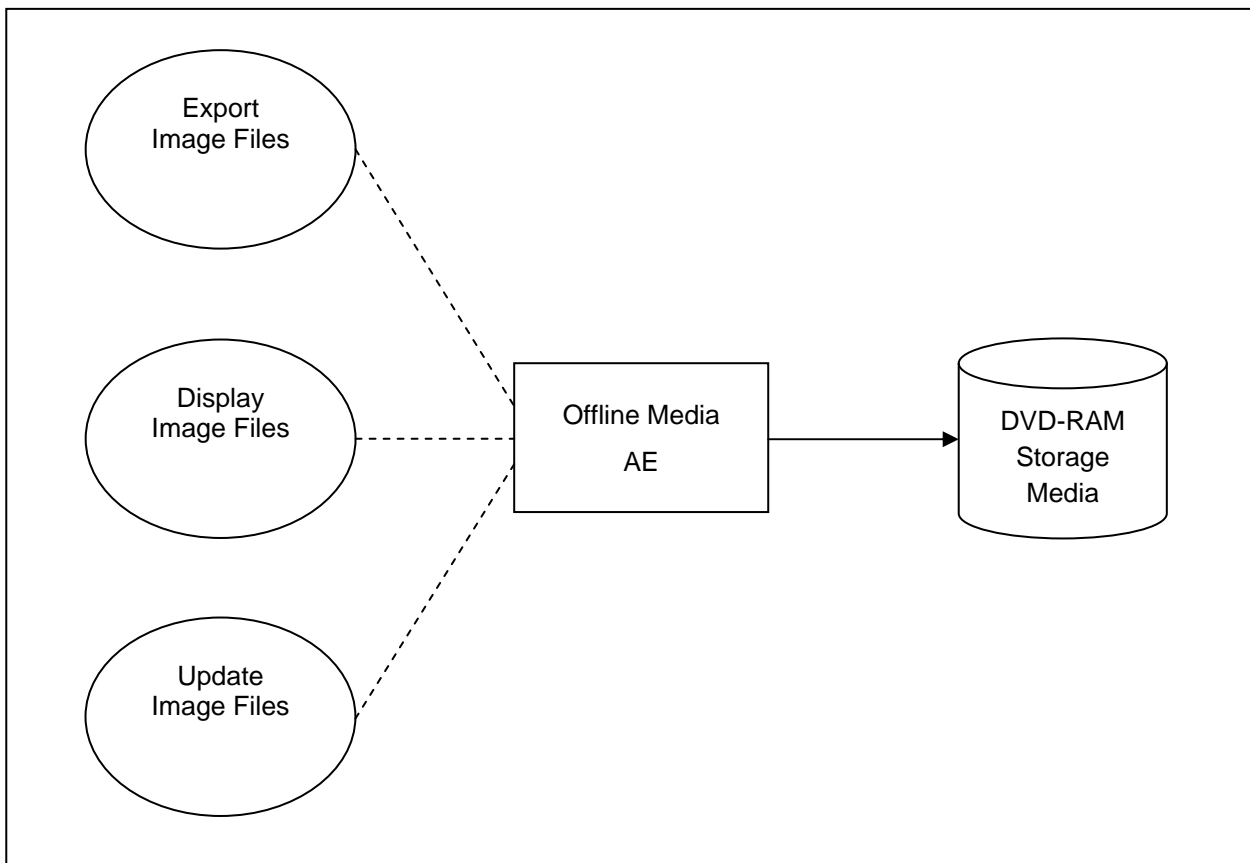 Export
Image Files
Display
Image Files
Offline Media
AE
DVD-RAM
Storage
Media
Update
Image Files